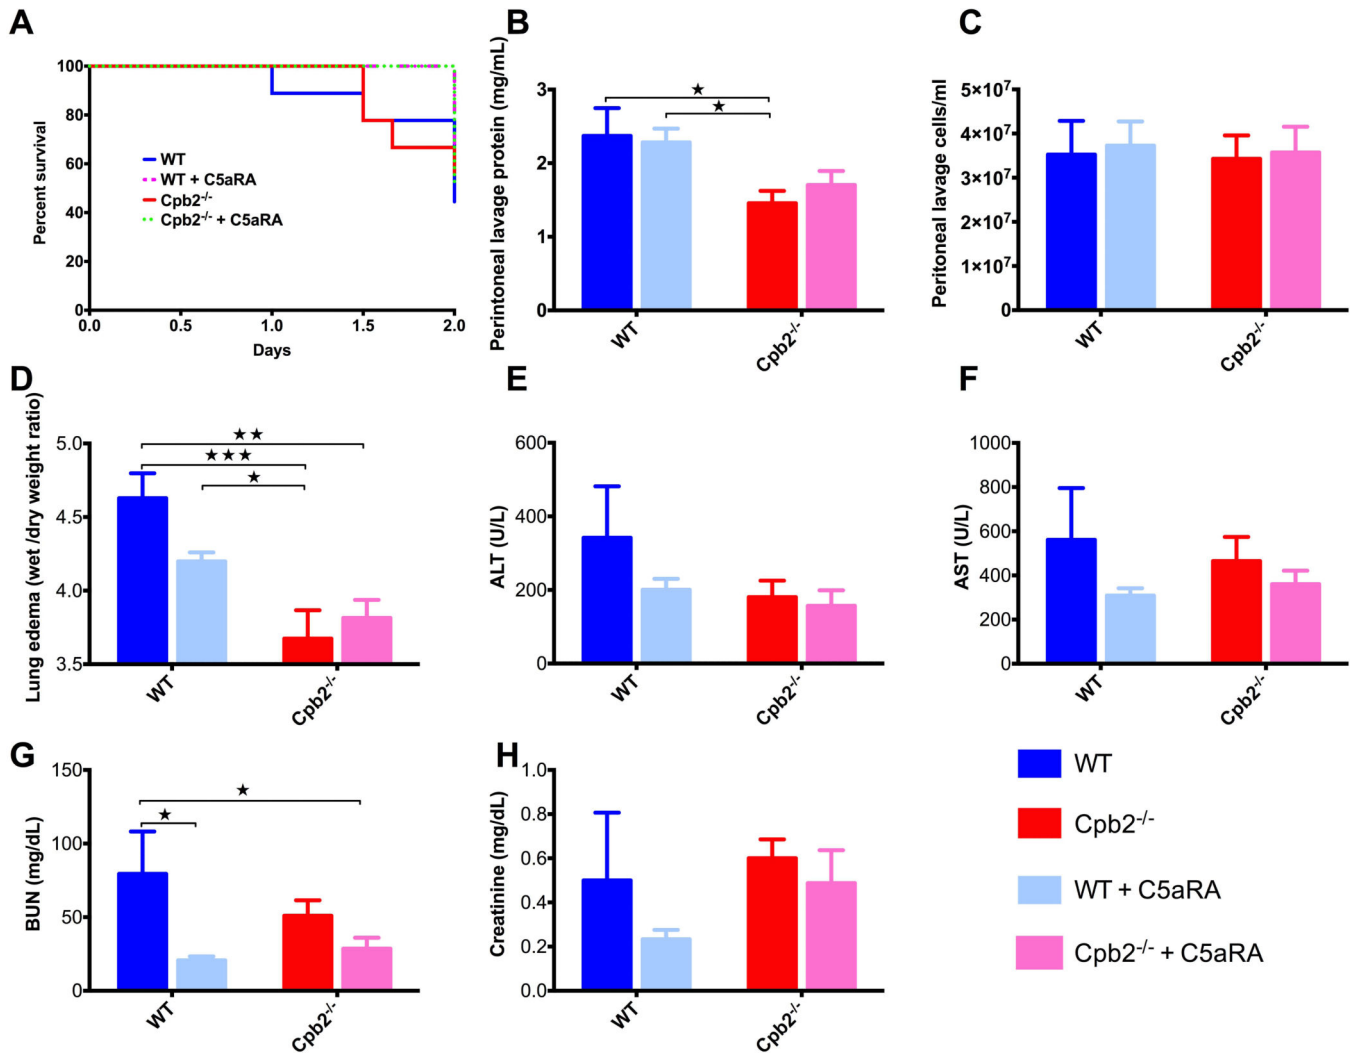 A
Percent survival
100
80
60
40
20
0
0.0 0.5 1.0 1.5 2.0
Days
WT
WT + C5aRA
Cpb2-/-
Cpb2-/- + C5aRA
B
Perintoneal lavage protein (mg/mL)
3
2
1
0
★
★
WT Cpb2-/-
C
Peritoneal lavage cells/ml
5×10⁷
4×10⁷
3×10⁷
2×10⁷
1×10⁷
0
WT Cpb2-/-
D
Lung edema (wet /dry weight ratio)
5.0
4.5
4.0
3.5
★★
★★★
★
WT Cpb2-/-
E
ALT (U/L)
600
400
200
0
WT Cpb2-/-
F
AST (U/L)
1000
800
600
400
200
0
WT Cpb2-/-
G
BUN (mg/dL)
150
100
50
0
★
★
WT Cpb2-/-
H
Creatinine (mg/dL)
1.0
0.8
0.6
0.4
0.2
0.0
WT Cpb2-/-
WT
Cpb2-/-
WT + C5aRA
Cpb2-/- + C5aRA